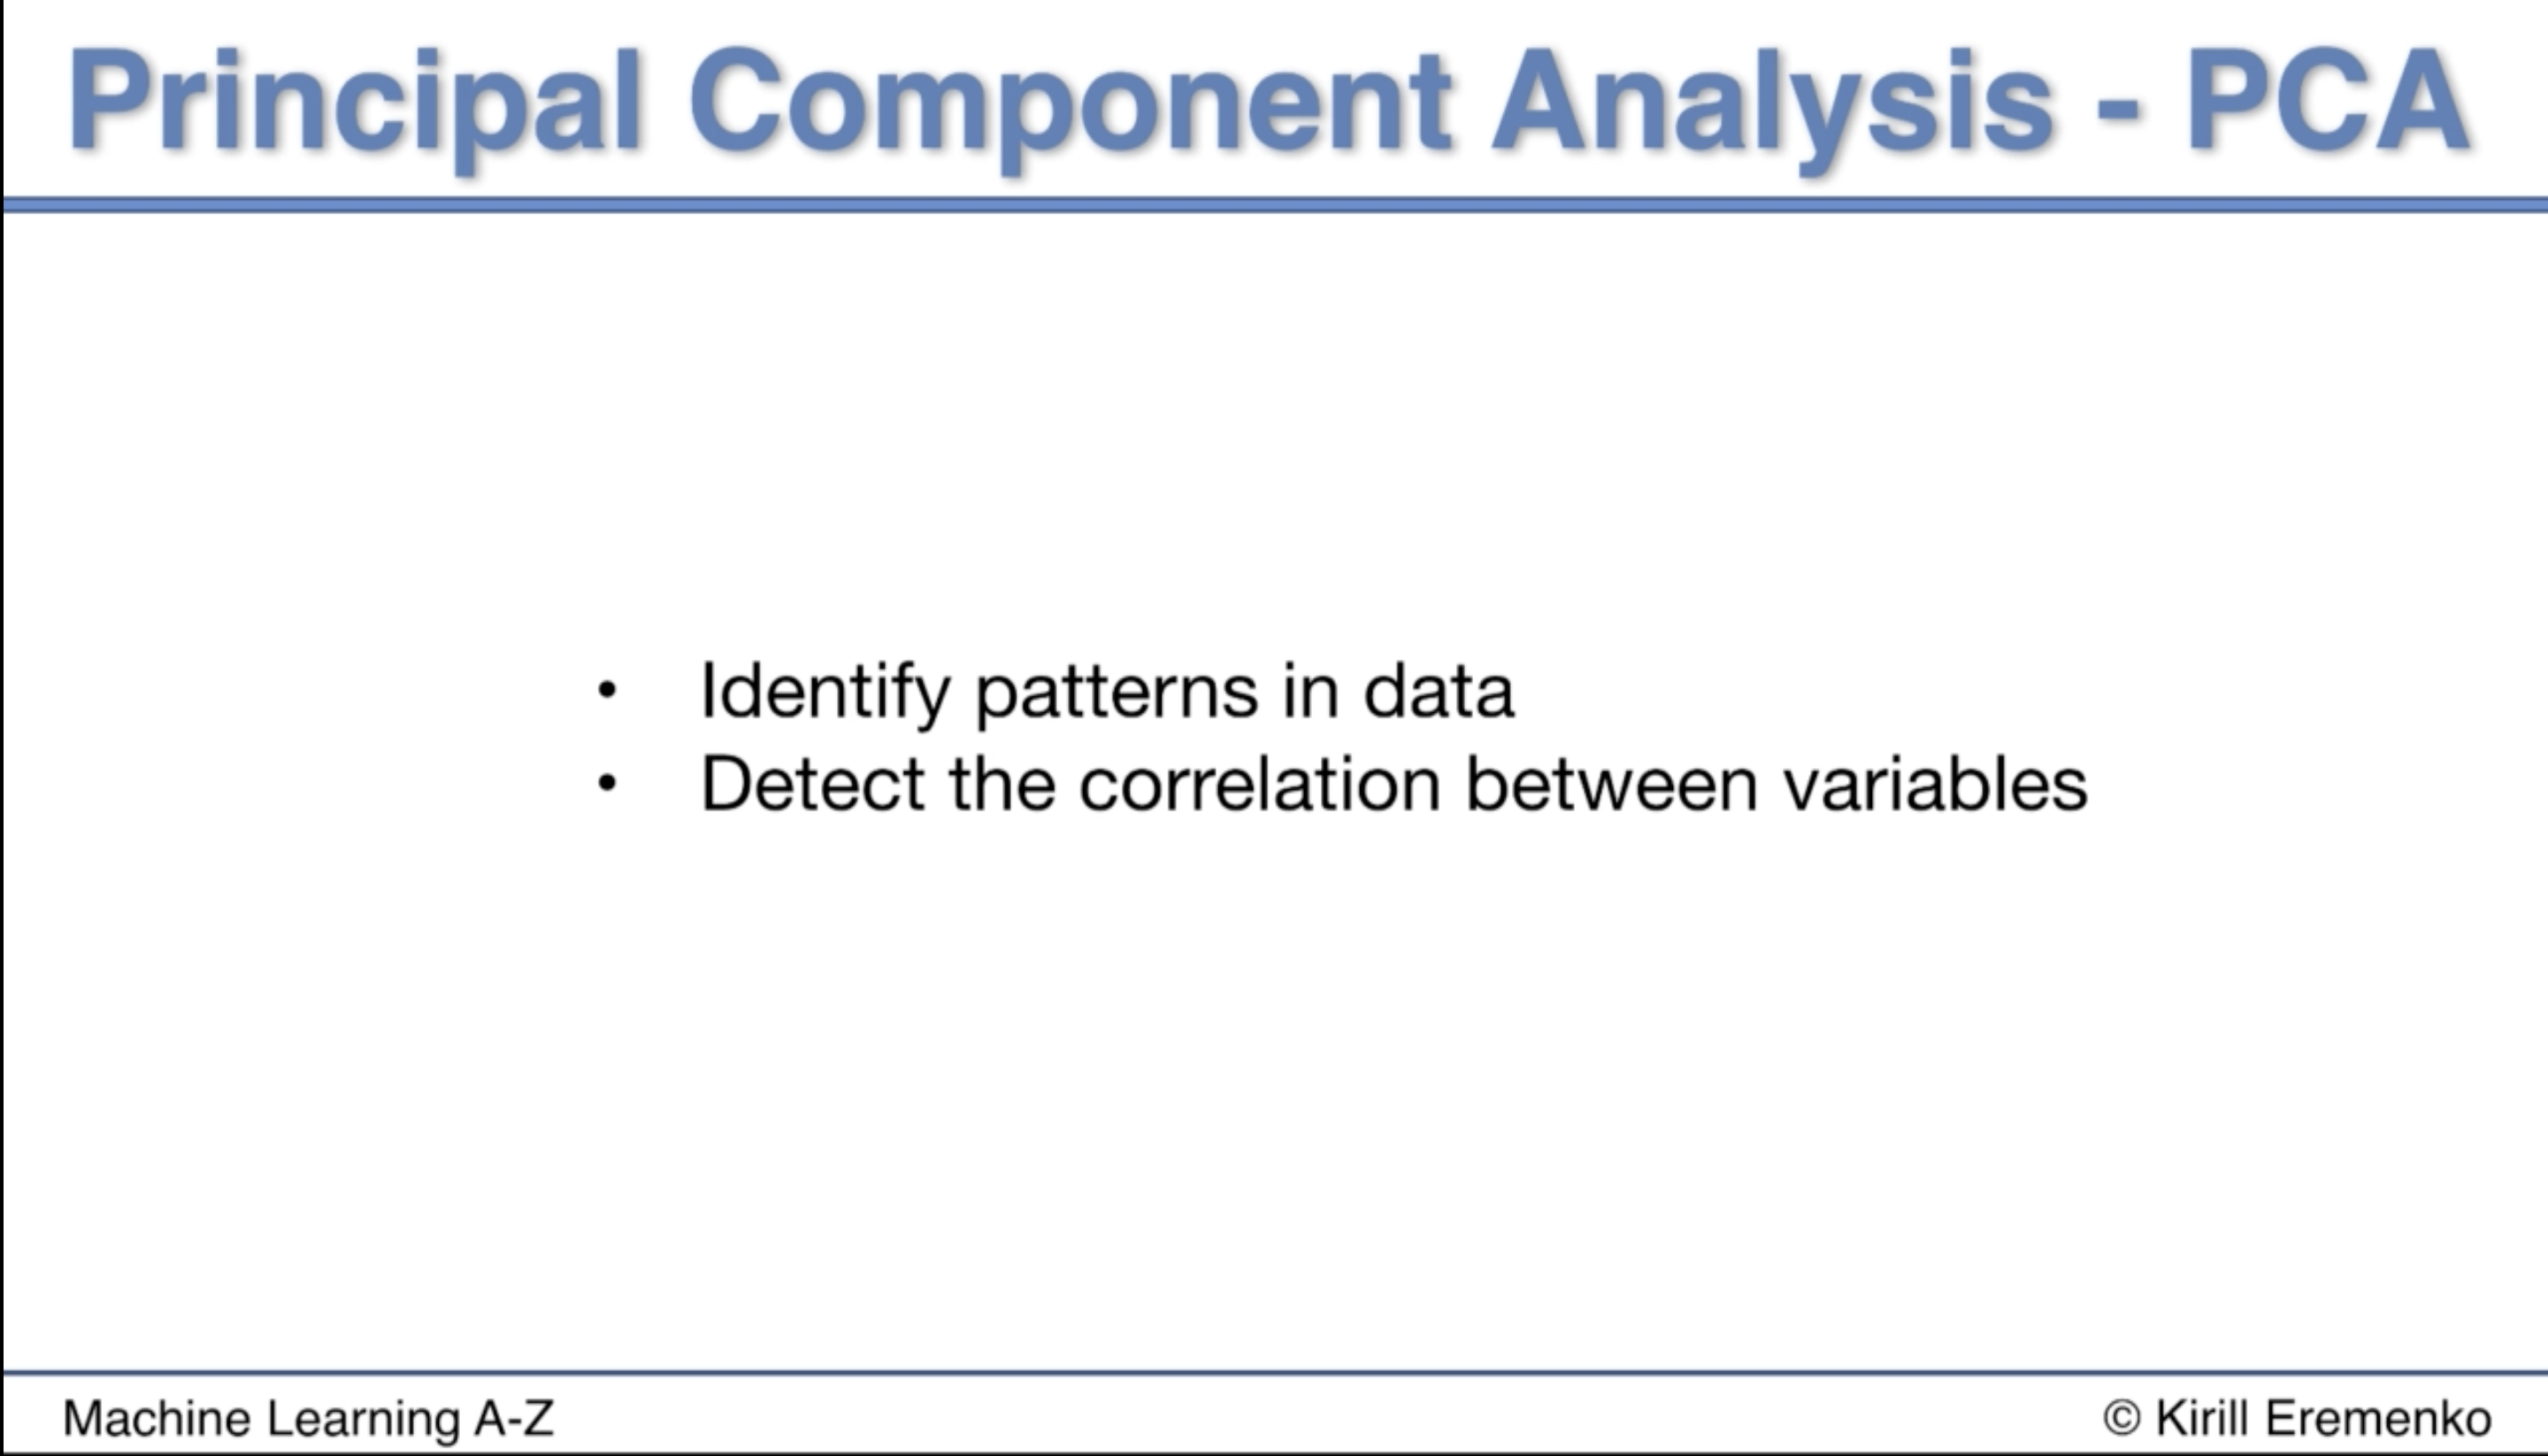 Principal Component Analysis - PCA
• Identify patterns in data
• Detect the correlation between variables
Machine Learning A-Z
© Kirill Eremenko